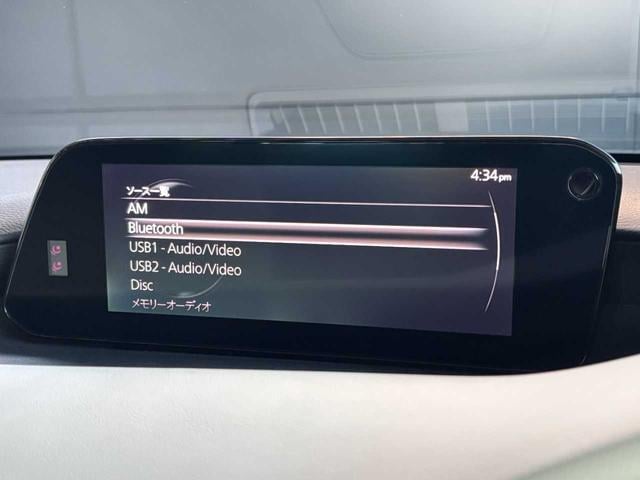 4:34pm
ソース一覧
AM
Bluetooth
USB1 - Audio/Video
USB2 - Audio/Video
Disc
メモリーオーディオ